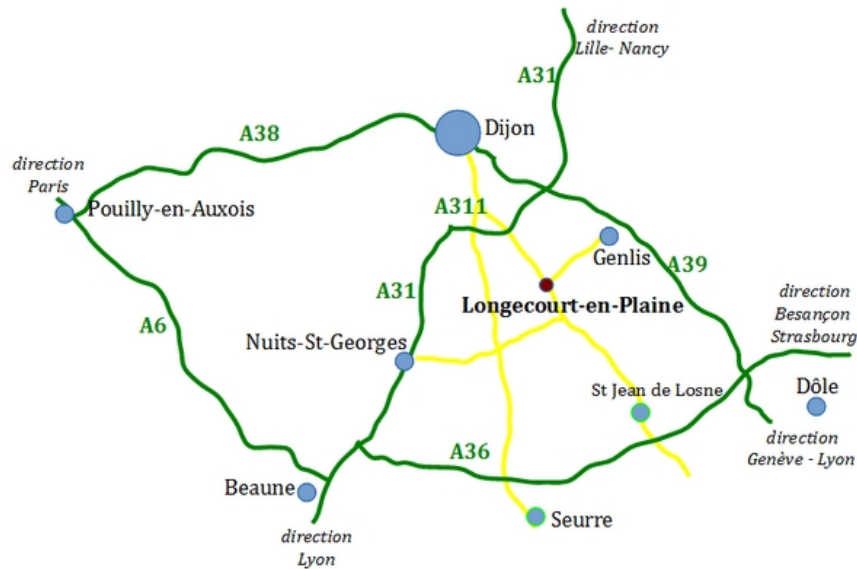 direction
Lille- Nancy
A31
A38
Dijon
direction
Paris
Pouilly-en-Auxois
A311
Genlis
A39
A31
Longecourt-en-Plaine
direction
Besançon
Strasbourg
A6
Nuits-St-Georges
St Jean de Losne
Dôle
A36
direction
Genève - Lyon
Beaune
Seurre
direction
Lyon